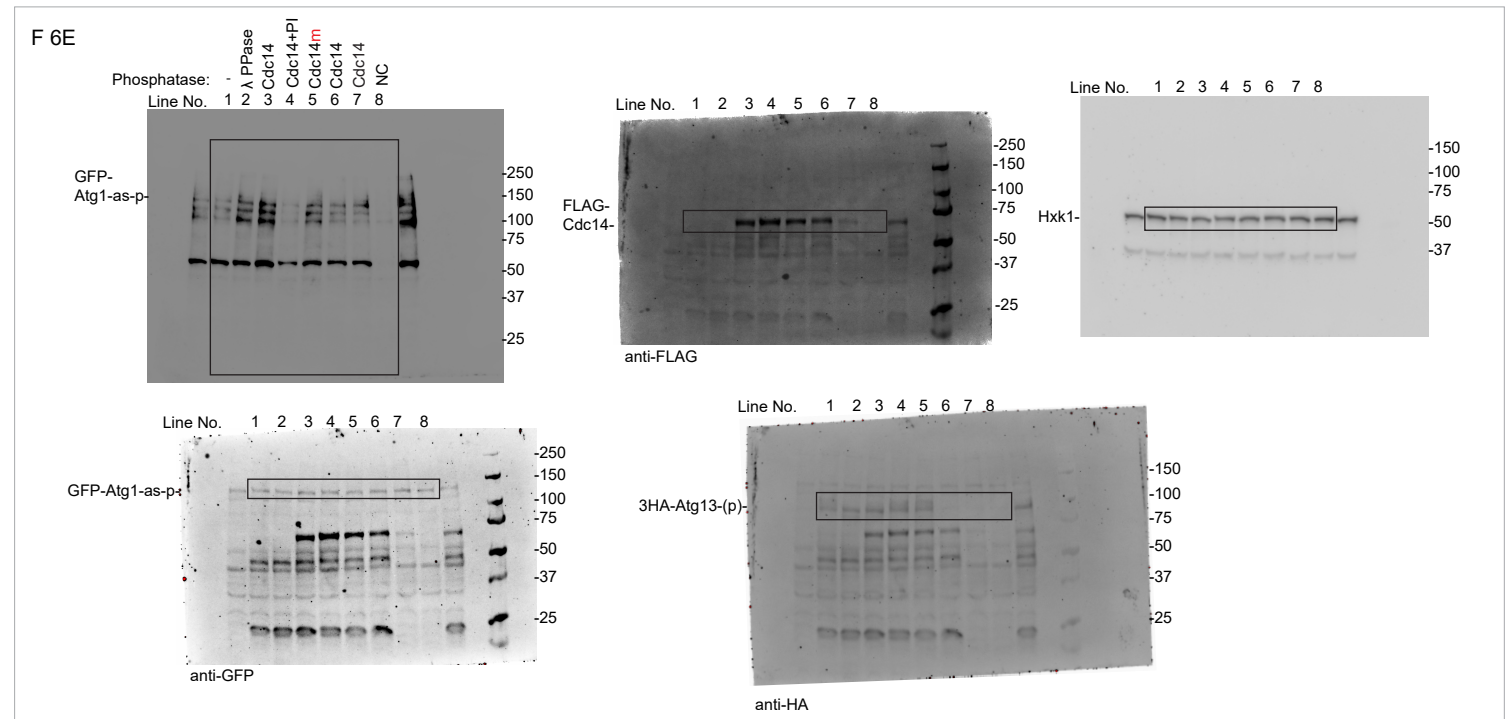 F 6E
Phosphatase: - λ PPase Cdc14 Cdc14+PI Cdc14m Cdc14 Cdc14 NC
Line No. 1 2 3 4 5 6 7 8
GFP-
Atg1-as-p-
-250
-150
-100
-75
-50
-37
-25
Line No. 1 2 3 4 5 6 7 8
FLAG-
Cdc14-
-250
-150
-100
-75
-50
-37
-25
anti-FLAG
Line No. 1 2 3 4 5 6 7 8
Hxk1-
-150
-100
-75
-50
-37
Line No. 1 2 3 4 5 6 7 8
GFP-Atg1-as-p-
-250
-150
-100
-75
-50
-37
-25
anti-GFP
Line No. 1 2 3 4 5 6 7 8
3HA-Atg13-(p)-
-150
-100
-75
-50
-37
-25
anti-HA